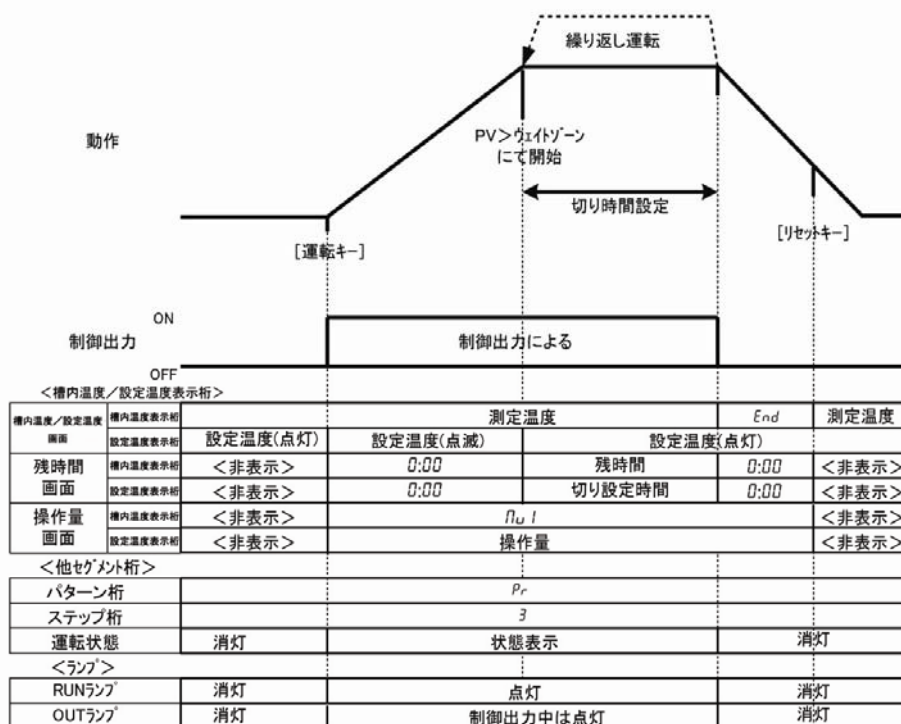 繰り返し運転
動作
PV＞ウェイトゾーン
にて開始
切り時間設定
[運転キー]
[リセットキー]
ON
制御出力
制御出力による
OFF
＜槽内温度／設定温度表示桁＞
槽内温度／設定温度画面 槽内温度表示桁 測定温度 End 測定温度
設定温度表示桁 設定温度(点灯) 設定温度(点滅) 設定温度(点灯)
残時間画面 槽内温度表示桁 ＜非表示＞ 0:00 残時間 0:00 ＜非表示＞
設定温度表示桁 ＜非表示＞ 0:00 切り設定時間 0:00 ＜非表示＞
操作量画面 槽内温度表示桁 ＜非表示＞ Mu1 ＜非表示＞
設定温度表示桁 ＜非表示＞ 操作量 ＜非表示＞
＜他セグメント桁＞
パターン桁 Pr
ステップ桁 3
運転状態 消灯 状態表示 消灯
＜ランプ＞
RUNランプ 消灯 点灯 消灯
OUTランプ 消灯 制御出力中は点灯 消灯